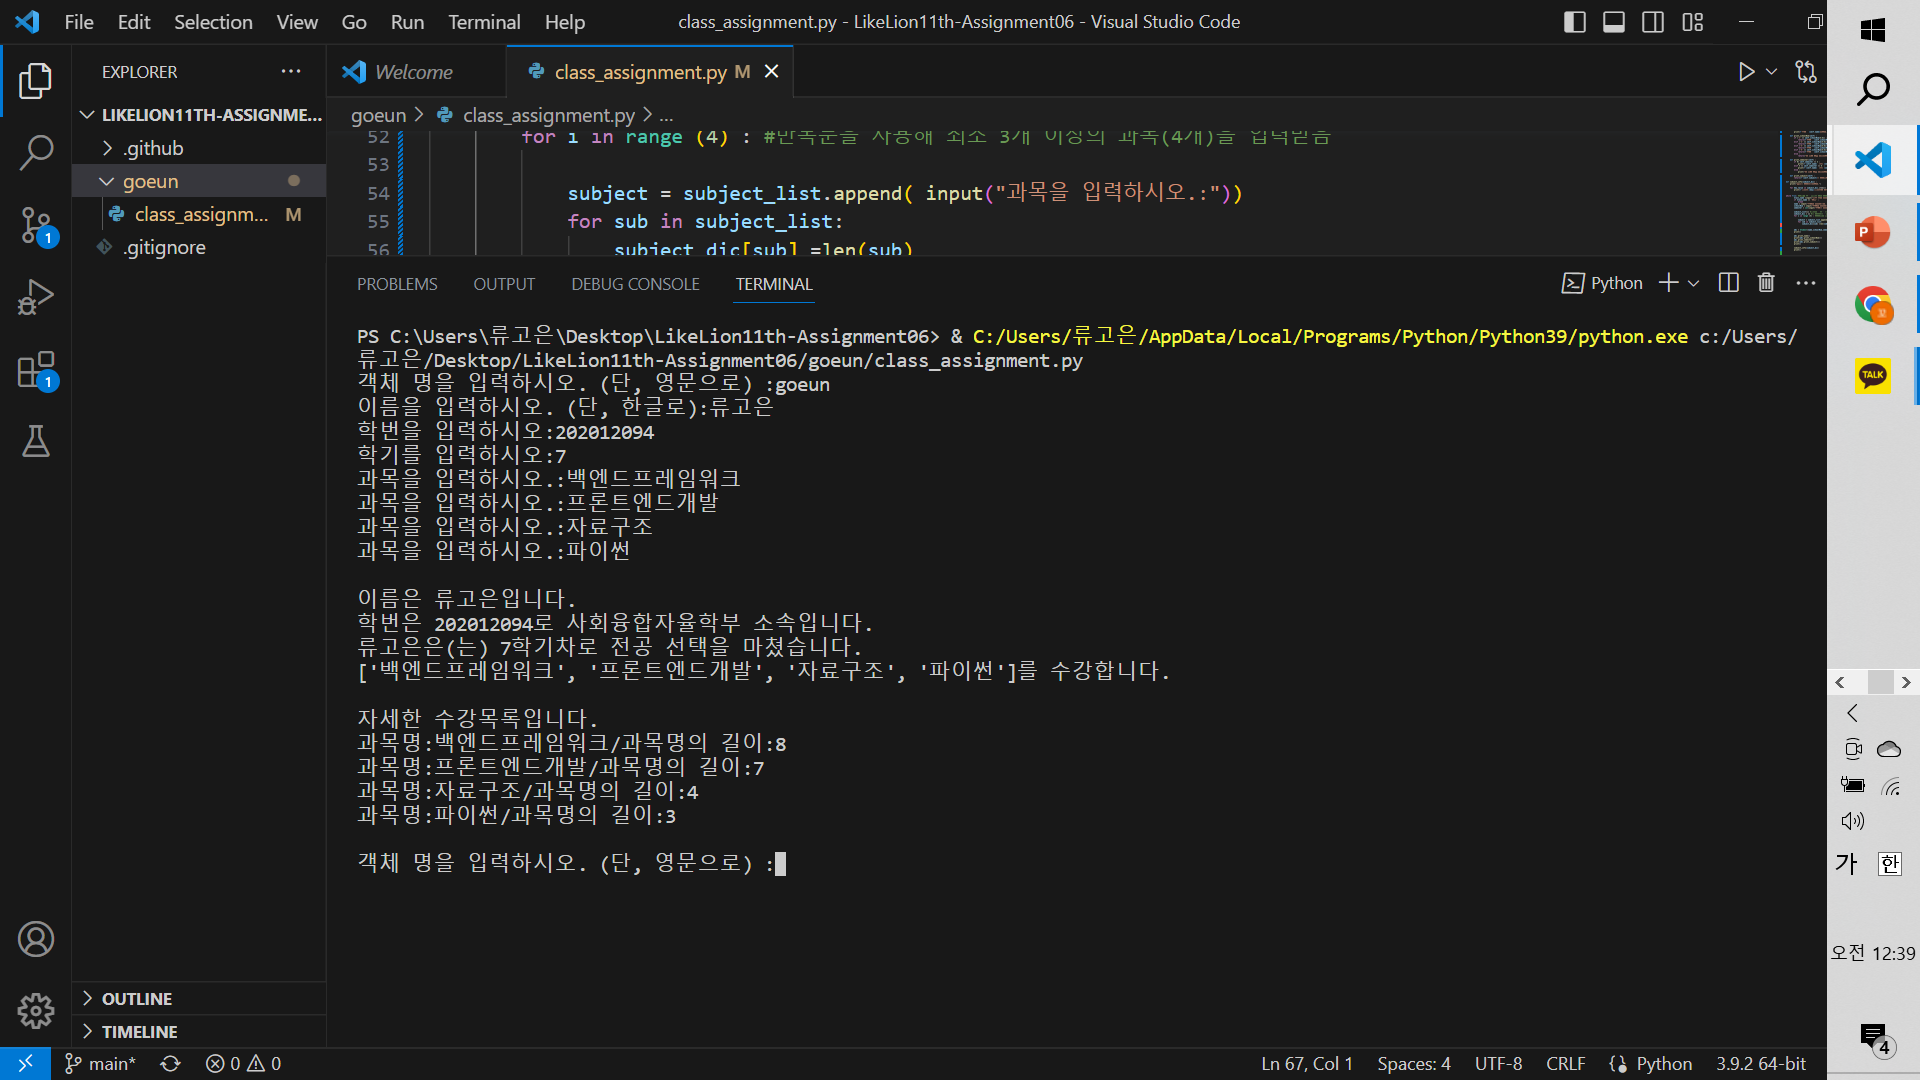 File Edit Selection View Go Run Terminal Help
class_assignment.py - LikeLion11th-Assignment06 - Visual Studio Code
EXPLORER
LIKELION11TH-ASSIGNME...
.github
goeun
class_assignm... M
.gitignore
OUTLINE
TIMELINE
Welcome
class_assignment.py M
goeun > class_assignment.py > ...
52 for i in range (4) : #반복문을 사용해 최소 3개 이상의 과목(4개)을 입력받음
53
54 subject = subject_list.append( input("과목을 입력하시오.:"))
55 for sub in subject_list:
56 subject_dic[sub] =len(sub)
PROBLEMS OUTPUT DEBUG CONSOLE TERMINAL
Python
PS C:\Users\류고은\Desktop\LikeLion11th-Assignment06> & C:/Users/류고은/AppData/Local/Programs/Python/Python39/python.exe c:/Users/
류고은/Desktop/LikeLion11th-Assignment06/goeun/class_assignment.py
객체 명을 입력하시오. (단, 영문으로) :goeun
이름을 입력하시오. (단, 한글로):류고은
학번을 입력하시오:202012094
학기를 입력하시오:7
과목을 입력하시오.:백엔드프레임워크
과목을 입력하시오.:프론트엔드개발
과목을 입력하시오.:자료구조
과목을 입력하시오.:파이썬
이름은 류고은입니다.
학번은 202012094로 사회융합자율학부 소속입니다.
류고은은(는) 7학기차로 전공 선택을 마쳤습니다.
['백엔드프레임워크', '프론트엔드개발', '자료구조', '파이썬']를 수강합니다.
자세한 수강목록입니다.
과목명:백엔드프레임워크/과목명의 길이:8
과목명:프론트엔드개발/과목명의 길이:7
과목명:자료구조/과목명의 길이:4
과목명:파이썬/과목명의 길이:3
객체 명을 입력하시오. (단, 영문으로) :
1
1
main* 0 0
Ln 67, Col 1 Spaces: 4 UTF-8 CRLF Python 3.9.2 64-bit
P
꼬
TALK
가 한
오전 12:39
4